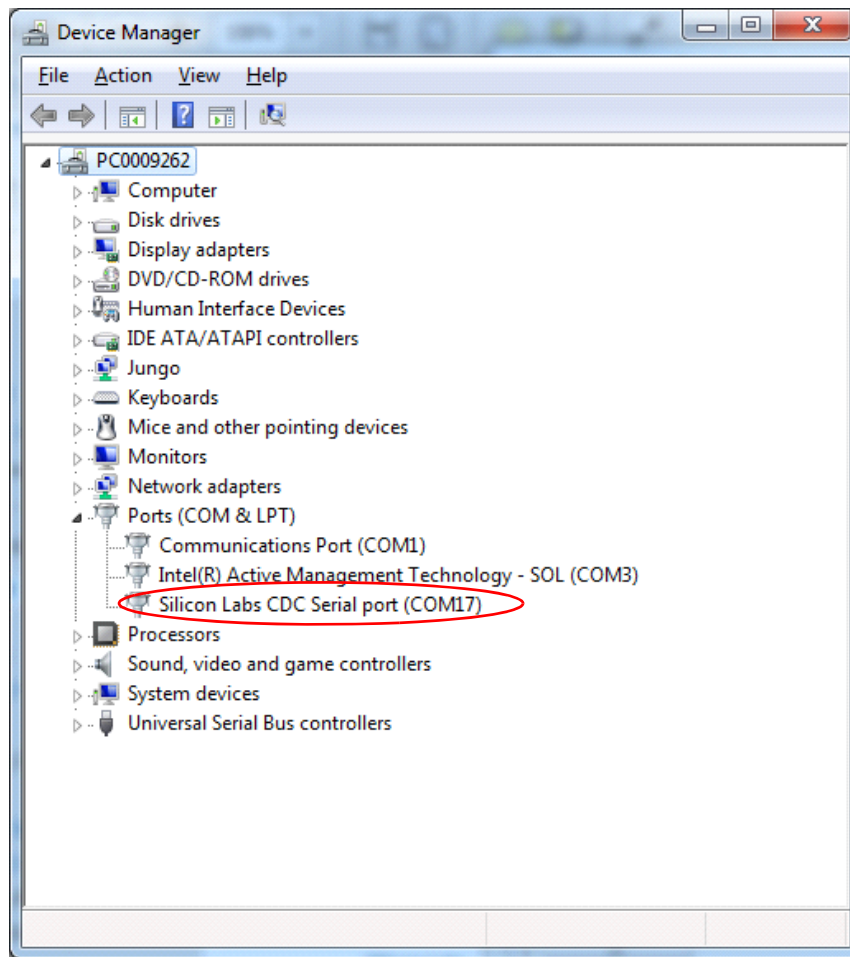 Device Manager
File Action View Help
PC0009262
Computer
Disk drives
Display adapters
DVD/CD-ROM drives
Human Interface Devices
IDE ATA/ATAPI controllers
Jungo
Keyboards
Mice and other pointing devices
Monitors
Network adapters
Ports (COM & LPT)
Communications Port (COM1)
Intel(R) Active Management Technology - SOL (COM3)
Silicon Labs CDC Serial port (COM17)
Processors
Sound, video and game controllers
System devices
Universal Serial Bus controllers